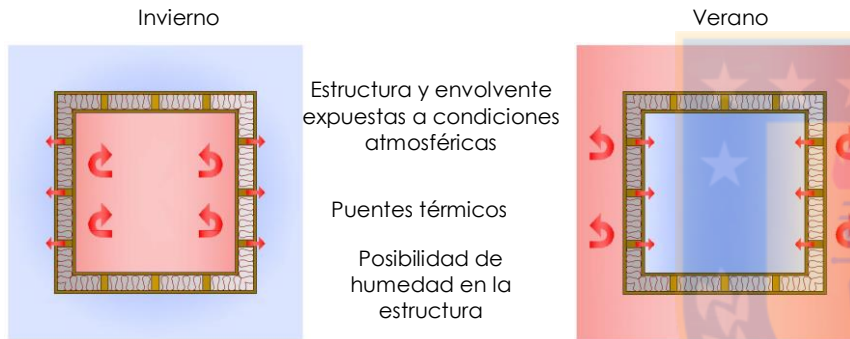 Invierno
Verano
Estructura y envolvente
expuestas a condiciones
atmosféricas
Puentes térmicos
Posibilidad de
humedad en la
estructura